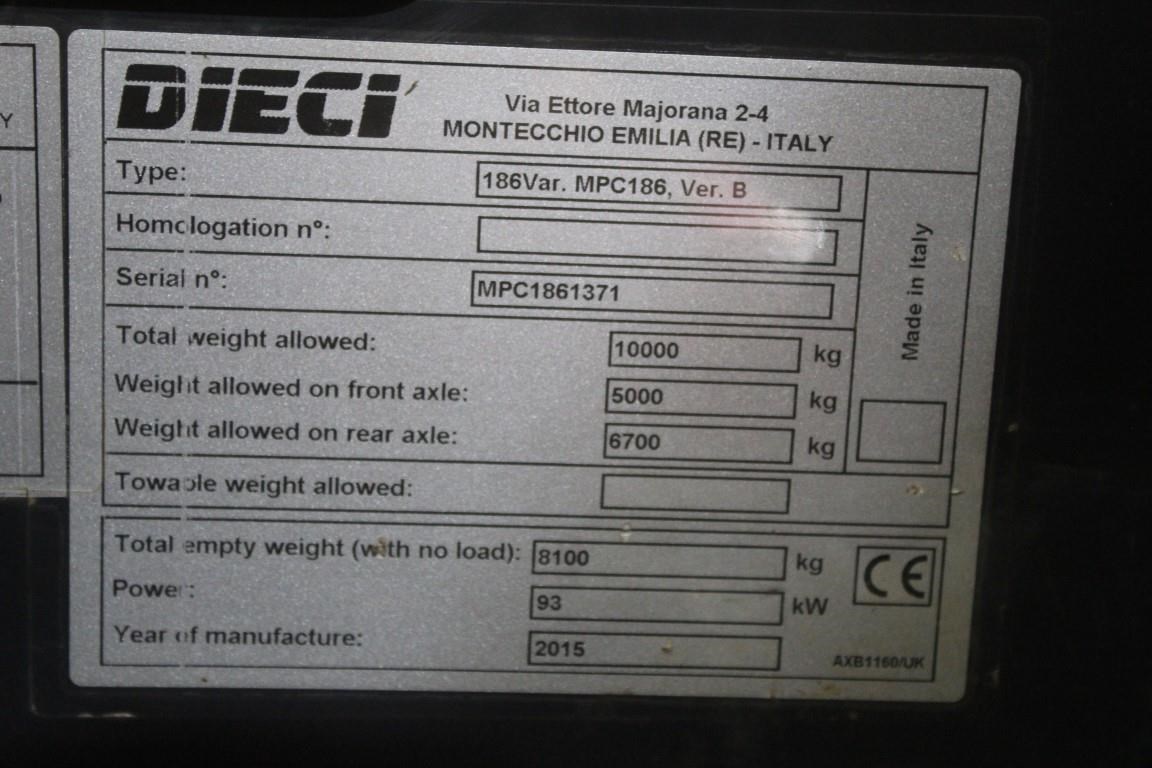 DIECI
Via Ettore Majorana 2-4
MONTECCHIO EMILIA (RE) - ITALY
Type: 186Var. MPC186, Ver. B
Homologation n°:
Serial n°: MPC1861371
Made in Italy
Total weight allowed: 10000 kg
Weight allowed on front axle: 5000 kg
Weight allowed on rear axle: 6700 kg
Towable weight allowed:
Total empty weight (with no load): 8100 kg
CE
Power: 93 kW
Year of manufacture: 2015
AXB1160/UK
Y